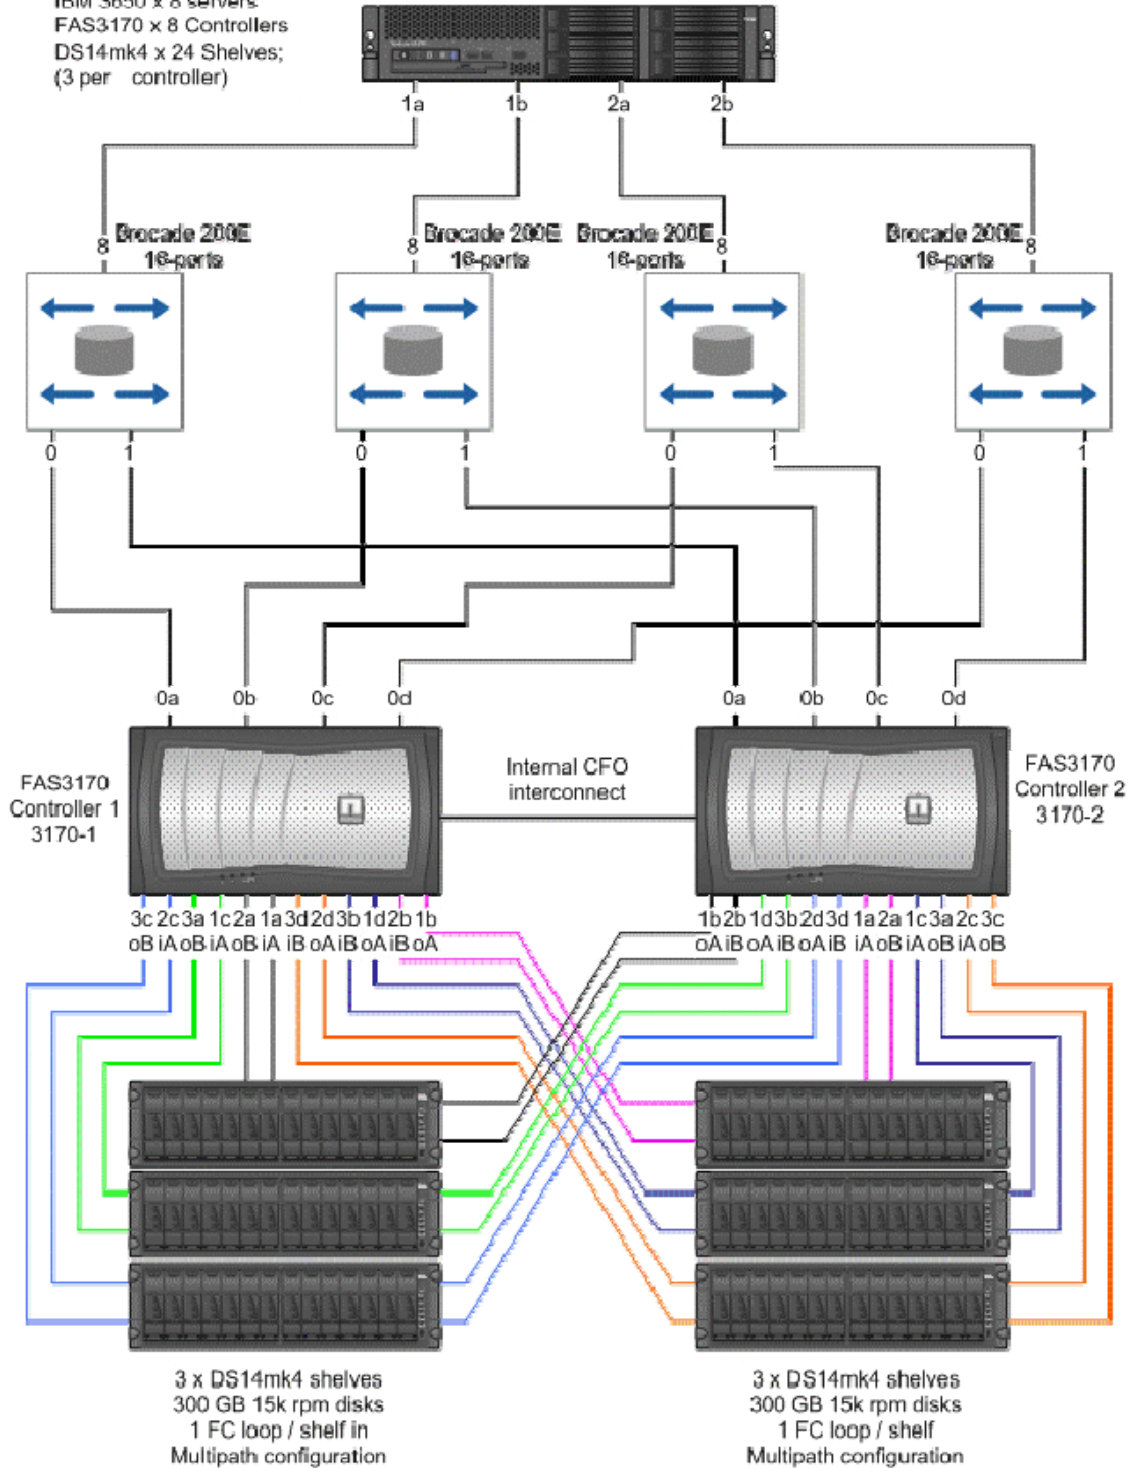 IBM 3650 x 8 servers
FAS3170 x 8 Controllers
DS14mk4 x 24 Shelves;
(3 per controller)
1a 1b 2a 2b
8 Brocade 200E 16-ports
8 Brocade 200E 16-ports
Brocade 200E 16-ports 8
Brocade 200E 16-ports 8
0 1 0 1 0 1 0 1
0a 0b 0c 0d 0a 0b 0c 0d
FAS3170
Controller 1
3170-1
Internal CFO
interconnect
FAS3170
Controller 2
3170-2
3c 2c 3a 1c 2a 1a 3d 2d 3b 1d 2b 1b
oB iA oB iA oB iA iB oA iB oA iB oA
1b 2b 1d 3b 2d 3d 1a 2a 1c 3a 2c 3c
oA iB oA iB oA iB iA oB iA oB iA oB
3 x DS14mk4 shelves
300 GB 15k rpm disks
1 FC loop / shelf in
Multipath configuration
3 x DS14mk4 shelves
300 GB 15k rpm disks
1 FC loop / shelf
Multipath configuration